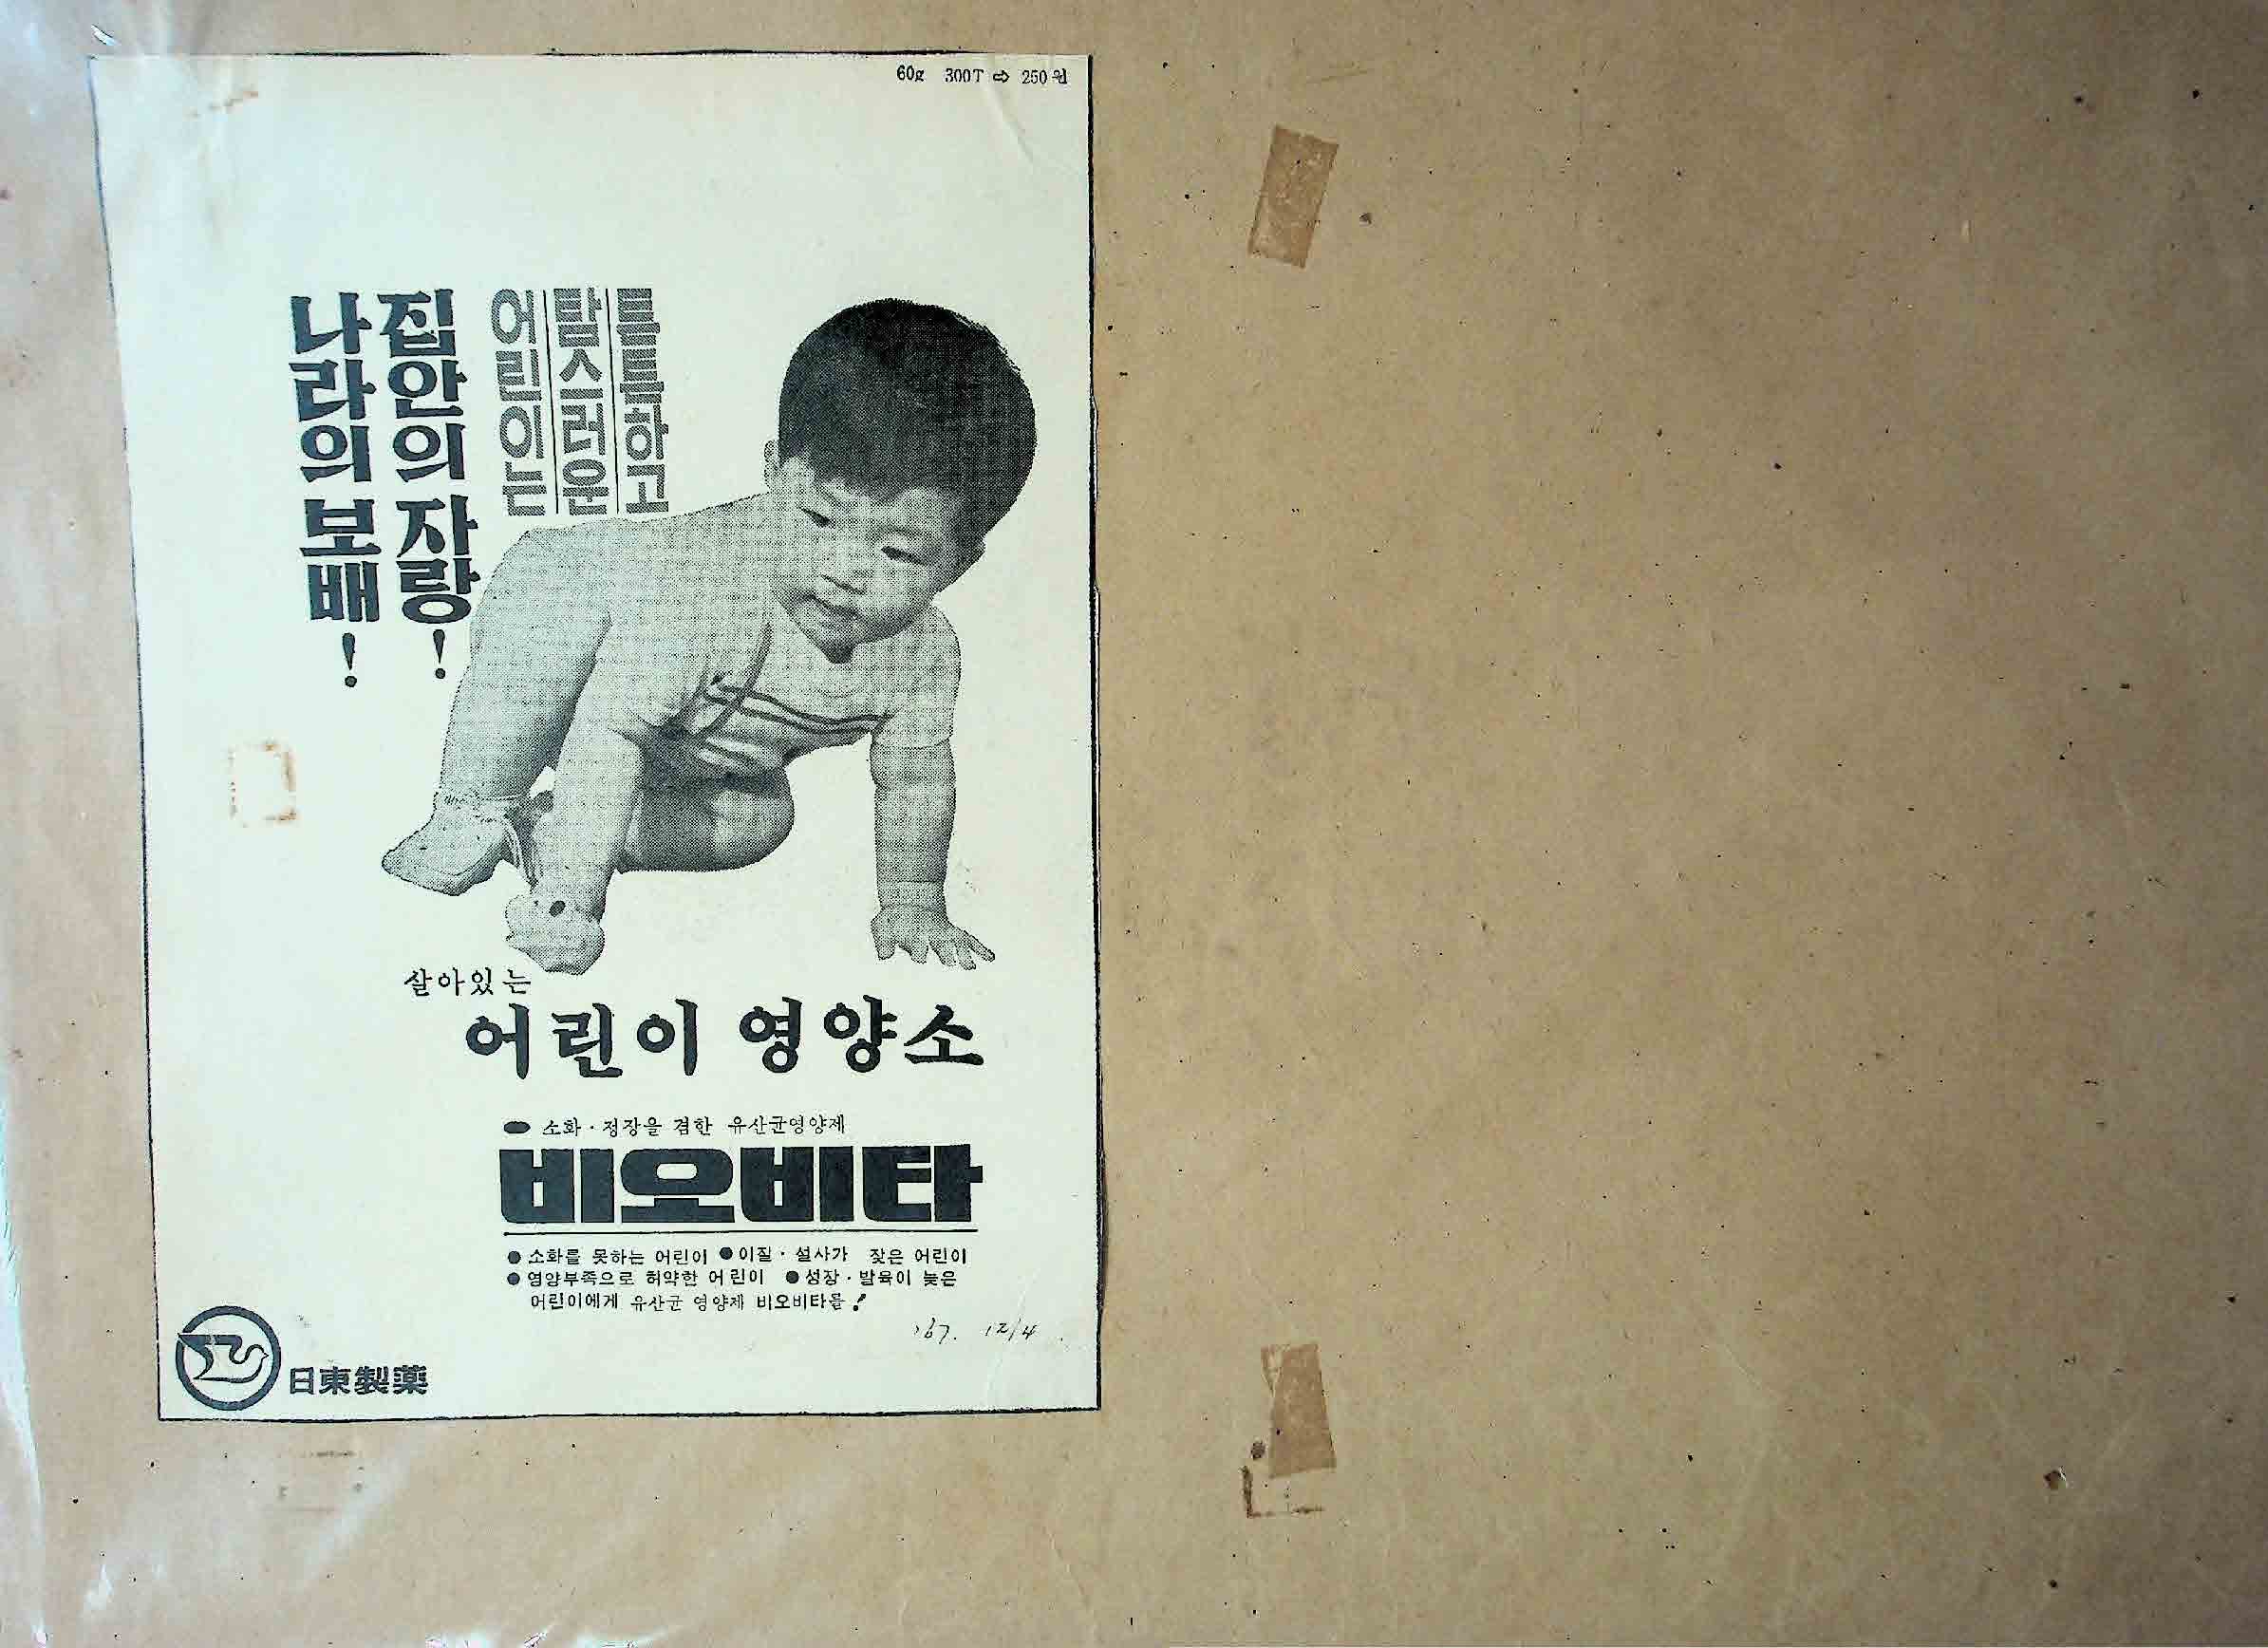 60g 300T ⇨ 250원
튼튼하고
탐스러운
어린이는
집안의 자랑!
나라의 보배!
살아있는
어린이 영양소
소화·정장을 겸한 유산균영양제
비오비타
●소화를 못하는 어린이 ●이질·설사가 잦은 어린이
●영양부족으로 허약한 어린이 ●성장·발육이 늦은
어린이에게 유산균 영양제 비오비타를!
'67. 12/4.
日東製薬